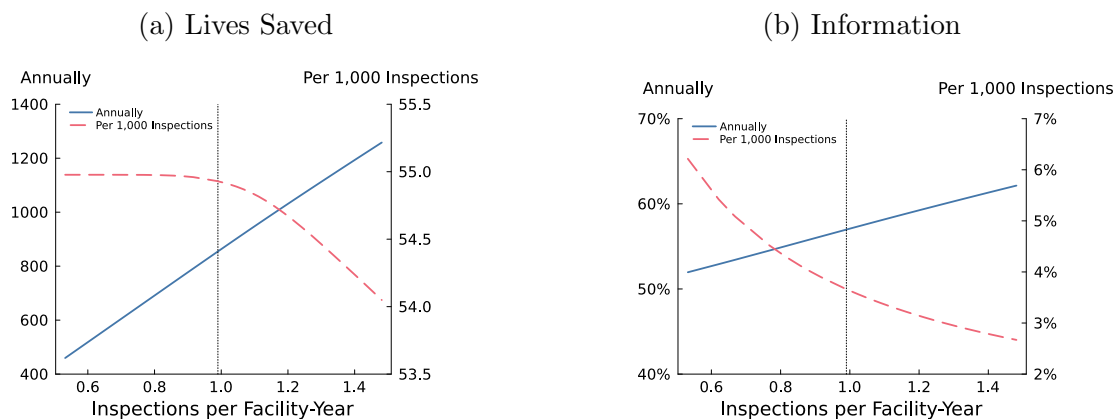 (a) Lives Saved
Annually
Per 1,000 Inspections
1400
1200
1000
800
600
400
55.5
55.0
54.5
54.0
53.5
Annually
Per 1,000 Inspections
0.6 0.8 1.0 1.2 1.4
Inspections per Facility-Year
(b) Information
Annually
Per 1,000 Inspections
70%
60%
50%
40%
7%
6%
5%
4%
3%
2%
Annually
Per 1,000 Inspections
0.6 0.8 1.0 1.2 1.4
Inspections per Facility-Year